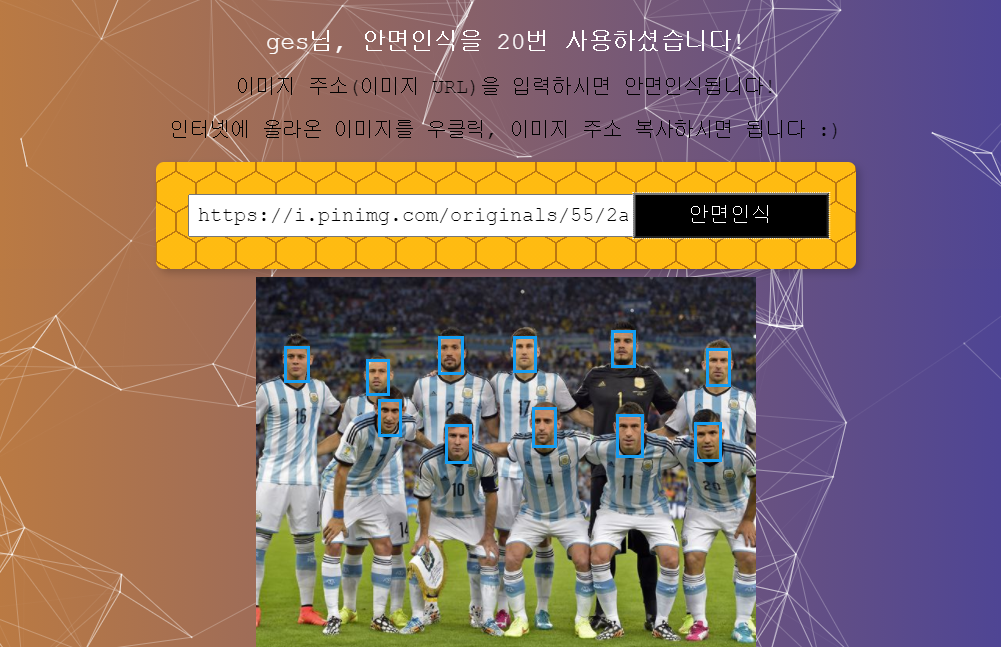 ges님, 안면인식을 20번 사용하셨습니다!
이미지 주소(이미지 URL)을 입력하시면 안면인식됩니다!
인터넷에 올라온 이미지를 우클릭, 이미지 주소 복사하시면 됩니다 :)
https://i.pinimg.com/originals/55/2a
안면인식
16
2
17
1
10
4
11
20
14